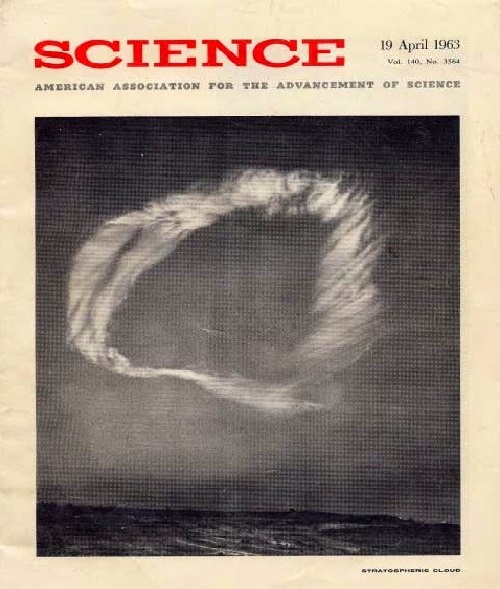 SCIENCE
19 April 1963
Vol. 140, No. 3564
AMERICAN ASSOCIATION FOR THE ADVANCEMENT OF SCIENCE
STRATOSPHERIC CLOUD